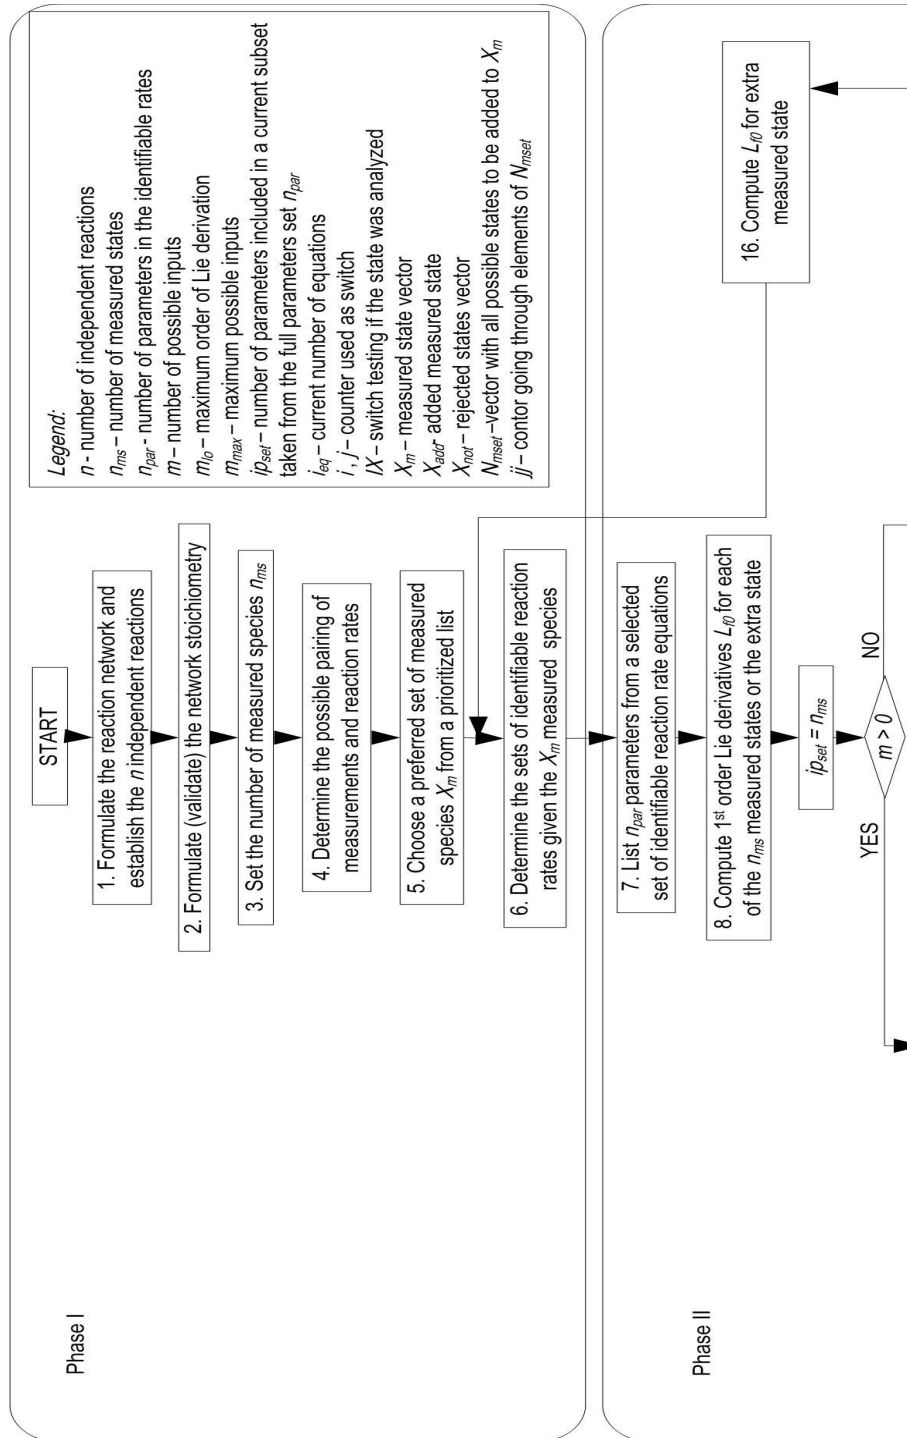 Phase I
START
1. Formulate the reaction network and
establish the n independent reactions
2. Formulate (validate) the network stoichiometry
3. Set the number of measured species nms
4. Determine the possible pairing of
measurements and reaction rates
5. Choose a preferred set of measured
species Xm from a prioritized list
6. Determine the sets of identifiable reaction
rates given the Xm measured species
Legend:
n - number of independent reactions
nms – number of measured states
npar - number of parameters in the identifiable rates
m – number of possible inputs
mlo – maximum order of Lie derivation
mmax – maximum possible inputs
ipset – number of parameters included in a current subset
taken from the full parameters set npar
ieq – current number of equations
i , j – counter used as switch
IX – switch testing if the state was analyzed
Xm – measured state vector
Xadd- added measured state
Xnot – rejected states vector
Nmset –vector with all possible states to be added to Xm
jj – contor going through elements of Nmset
Phase II
7. List npar parameters from a selected
set of identifiable reaction rate equations
8. Compute 1st order Lie derivatives Lf0 for each
of the nms measured states or the extra state
ipset = nms
YES
m > 0
NO
16. Compute Lf0 for extra
measured state